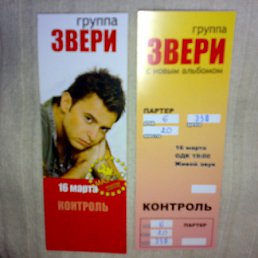 группа
ЗВЕРИ
16 марта
КОНТРОЛЬ
группа
ЗВЕРИ
с новым альбомом
ПАРТЕР
6 258
20
16 марта
ОДК 19:00
Живой звук
КОНТРОЛЬ
6 ПАРТЕР
20
258